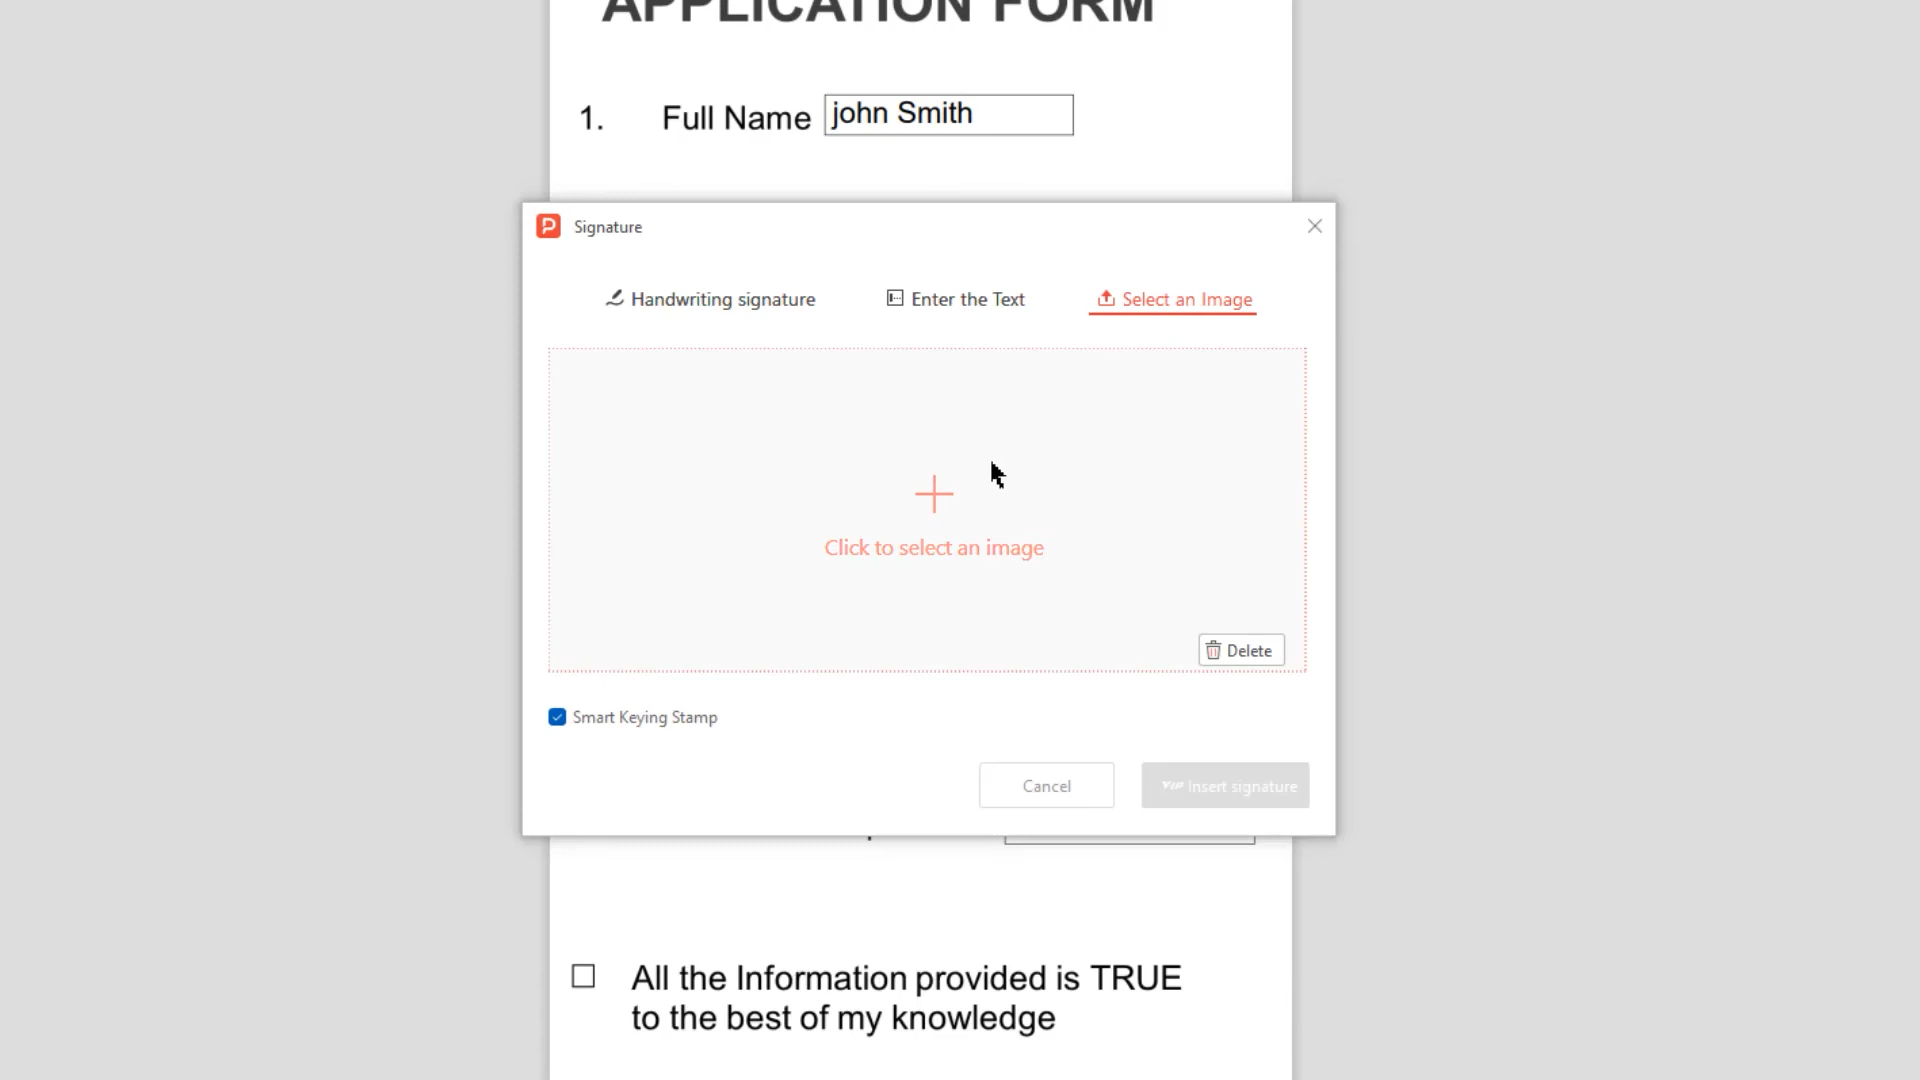 APPLICATION FORM
1. Full Name john Smith
Signature
Handwriting signature Enter the Text Select an Image
Click to select an image
Delete
Smart Keying Stamp
Cancel VIP Insert signature
All the Information provided is TRUE
to the best of my knowledge